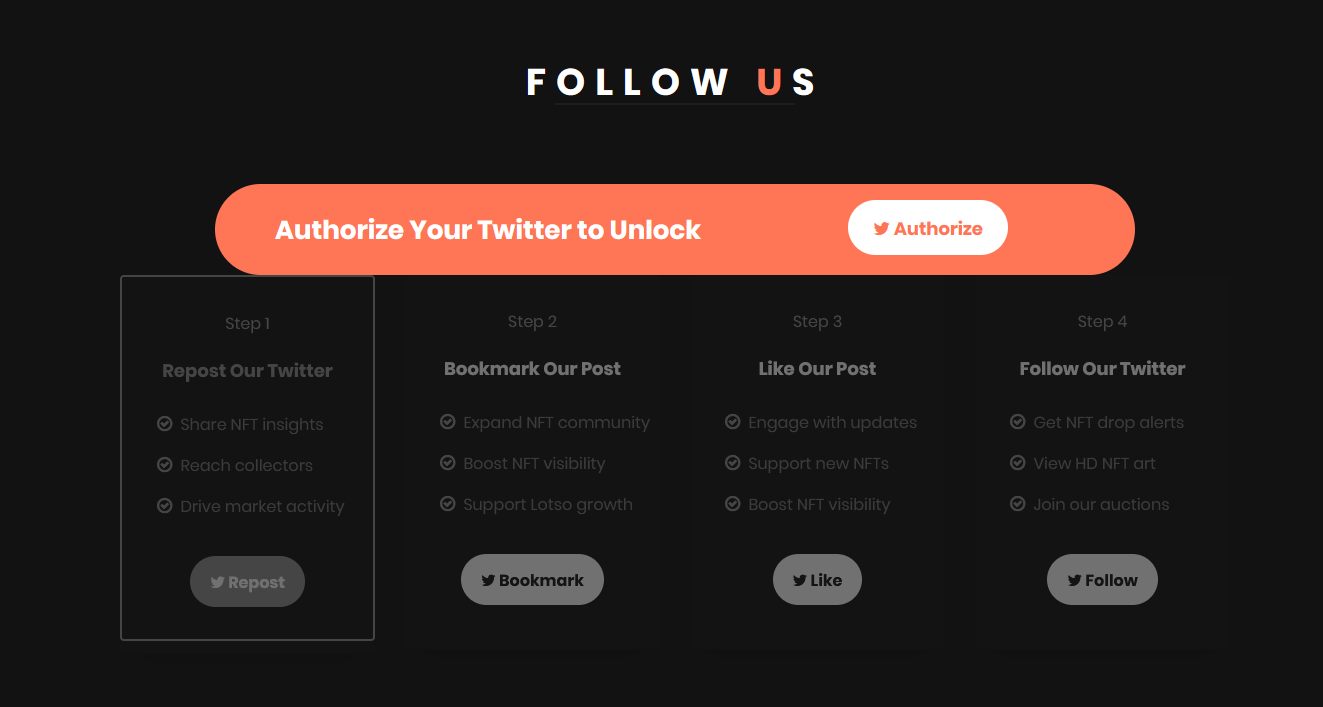 FOLLOW US
Authorize Your Twitter to Unlock
Authorize
Step 1
Repost Our Twitter
Share NFT insights
Reach collectors
Drive market activity
Repost
Step 2
Bookmark Our Post
Expand NFT community
Boost NFT visibility
Support Lotso growth
Bookmark
Step 3
Like Our Post
Engage with updates
Support new NFTs
Boost NFT visibility
Like
Step 4
Follow Our Twitter
Get NFT drop alerts
View HD NFT art
Join our auctions
Follow